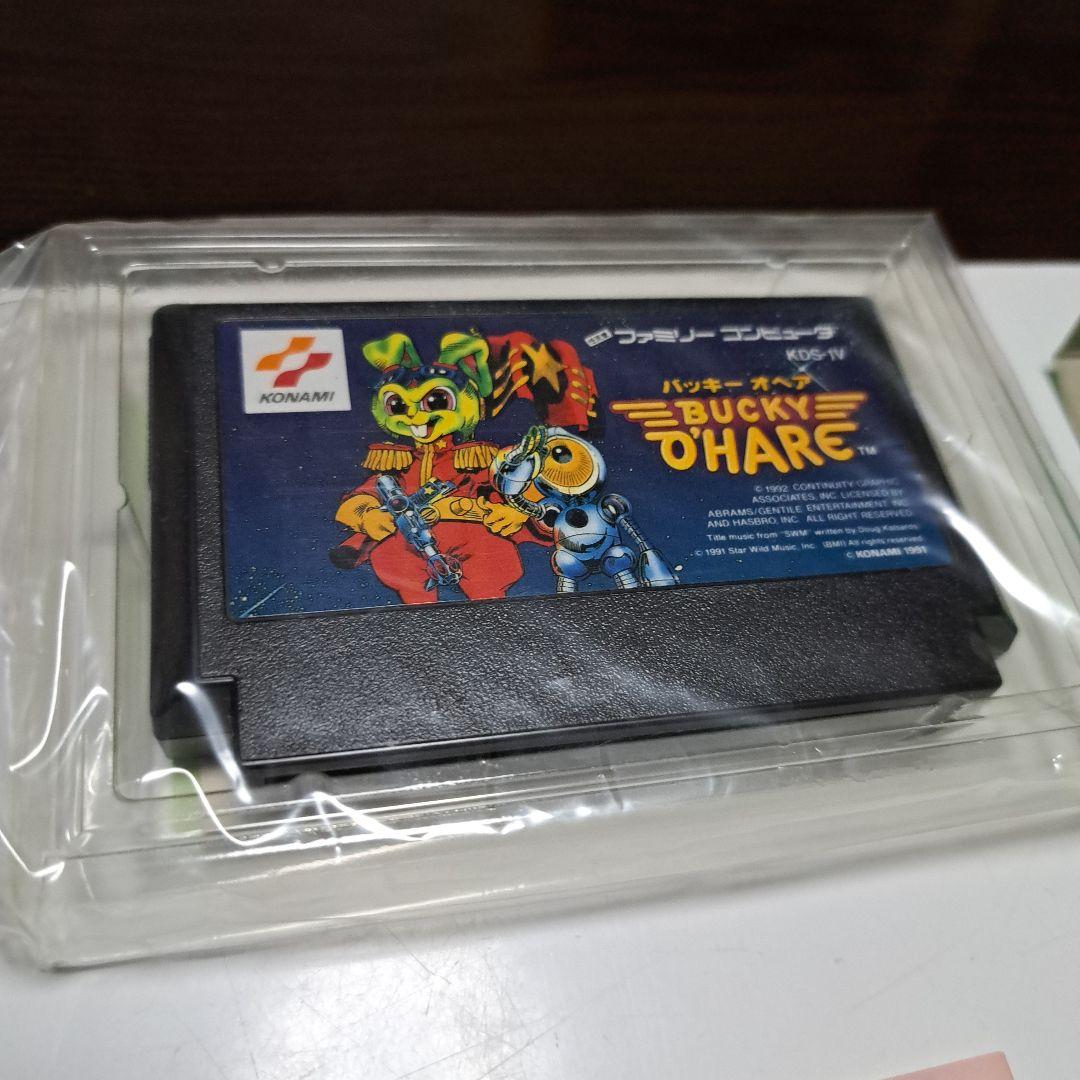 KONAMI
ファミリー コンピュータ
KDS-IV
バッキー オヘア
BUCKY
O'HARE™
© 1992 CONTINUITY GRAPHIC
ASSOCIATES, INC. LICENSED BY
ABRAMS/GENTILE ENTERTAINMENT INC.
AND HASBRO, INC. ALL RIGHT RESERVED.
Title music from "SWM" written by Doug Katsaros
© 1991 Star Wild Music, Inc. (BMI) All rights reserved.
© KONAMI 1991